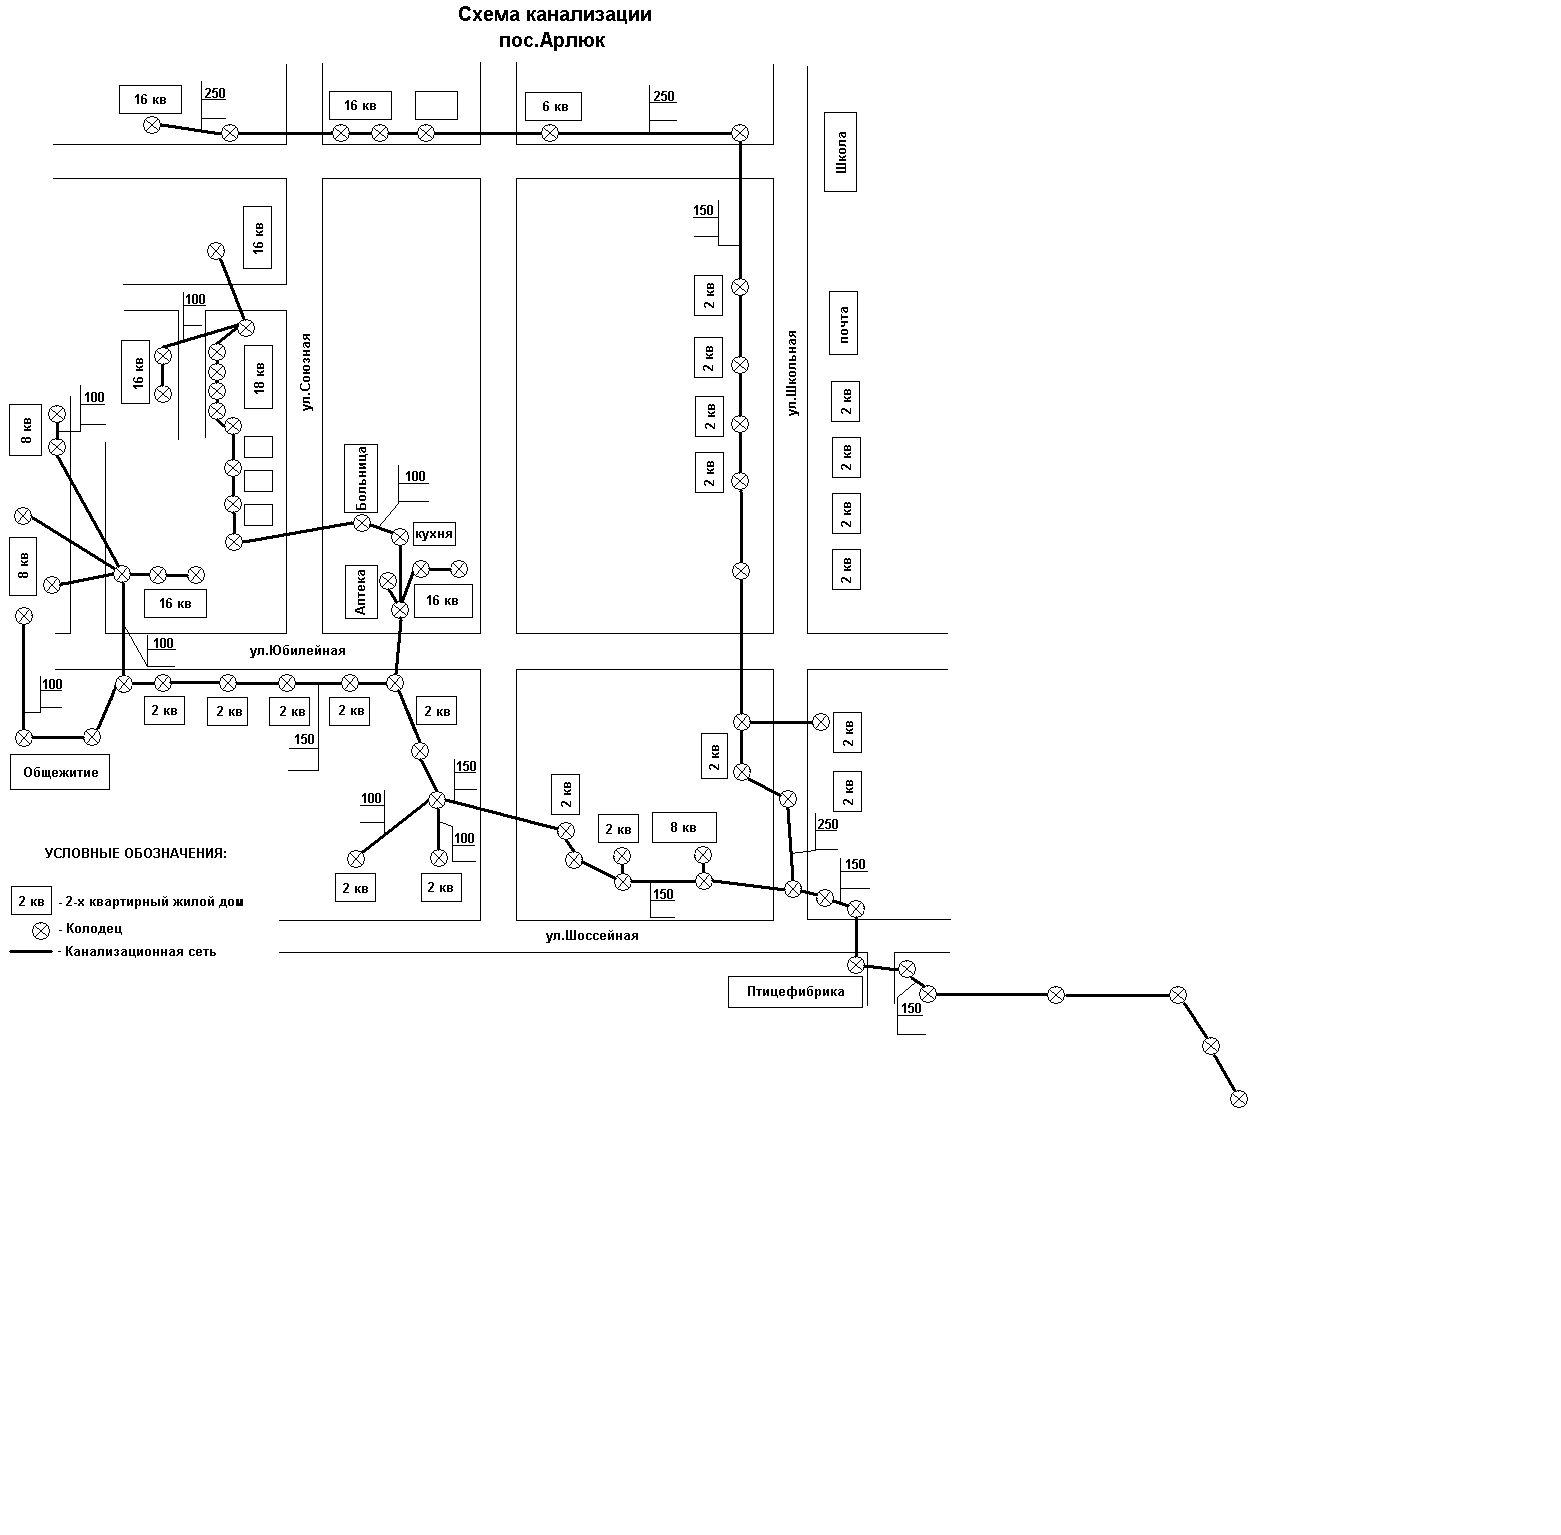 Схема канализации
пос.Арлюк
16 кв
250
16 кв
6 кв
250
Школа
150
16 кв
2 кв
почта
100
16 кв
18 кв
ул.Союзная
2 кв
ул.Школьная
2 кв
100
8 кв
2 кв
2 кв
2 кв
Больница
100
кухня
2 кв
8 кв
2 кв
Аптека
16 кв
16 кв
100
ул.Юбилейная
100
2 кв
2 кв
2 кв
2 кв
2 кв
150
2 кв
2 кв
Общежитие
150
100
2 кв
2 кв
100
2 кв
8 кв
250
УСЛОВНЫЕ ОБОЗНАЧЕНИЯ:
150
2 кв
2 кв
150
2 кв
- 2-х квартирный жилой дом
- Колодец
ул.Шоссейная
- Канализационная сеть
Птицефибрика
150